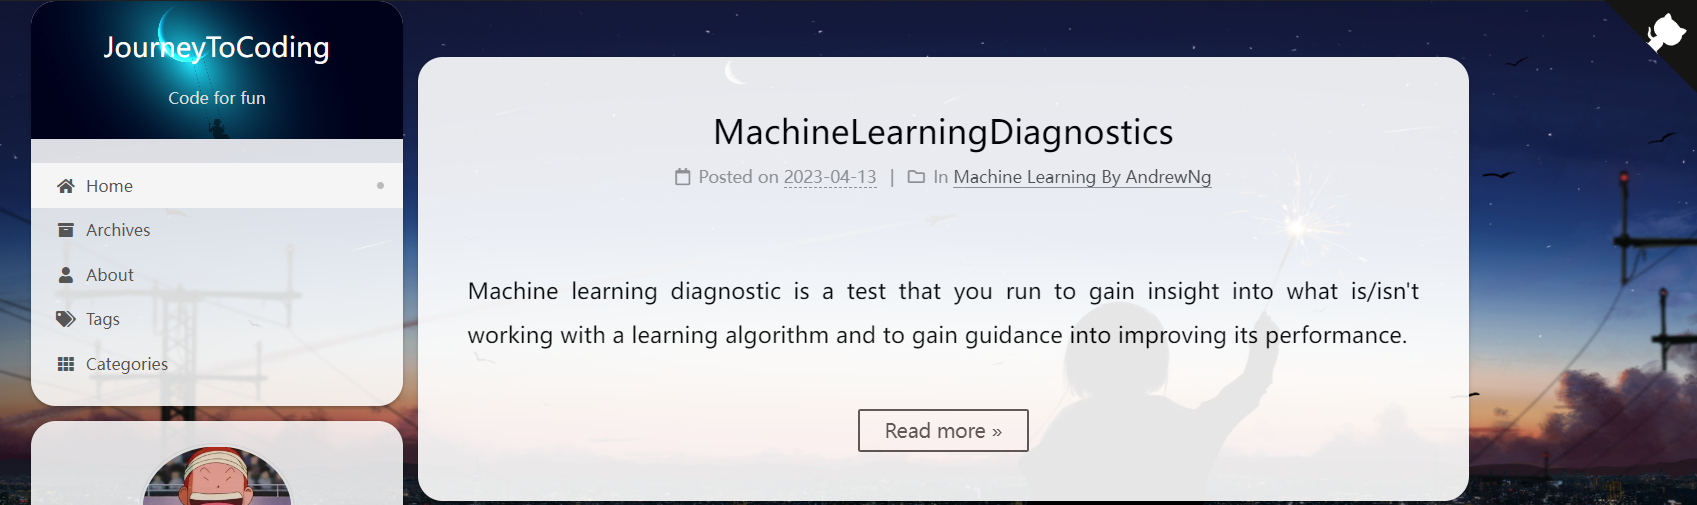 JourneyToCoding
Code for fun
Home
Archives
About
Tags
Categories
MachineLearningDiagnostics
Posted on 2023-04-13 | In Machine Learning By AndrewNg
Machine learning diagnostic is a test that you run to gain insight into what is/isn't
working with a learning algorithm and to gain guidance into improving its performance.
Read more »